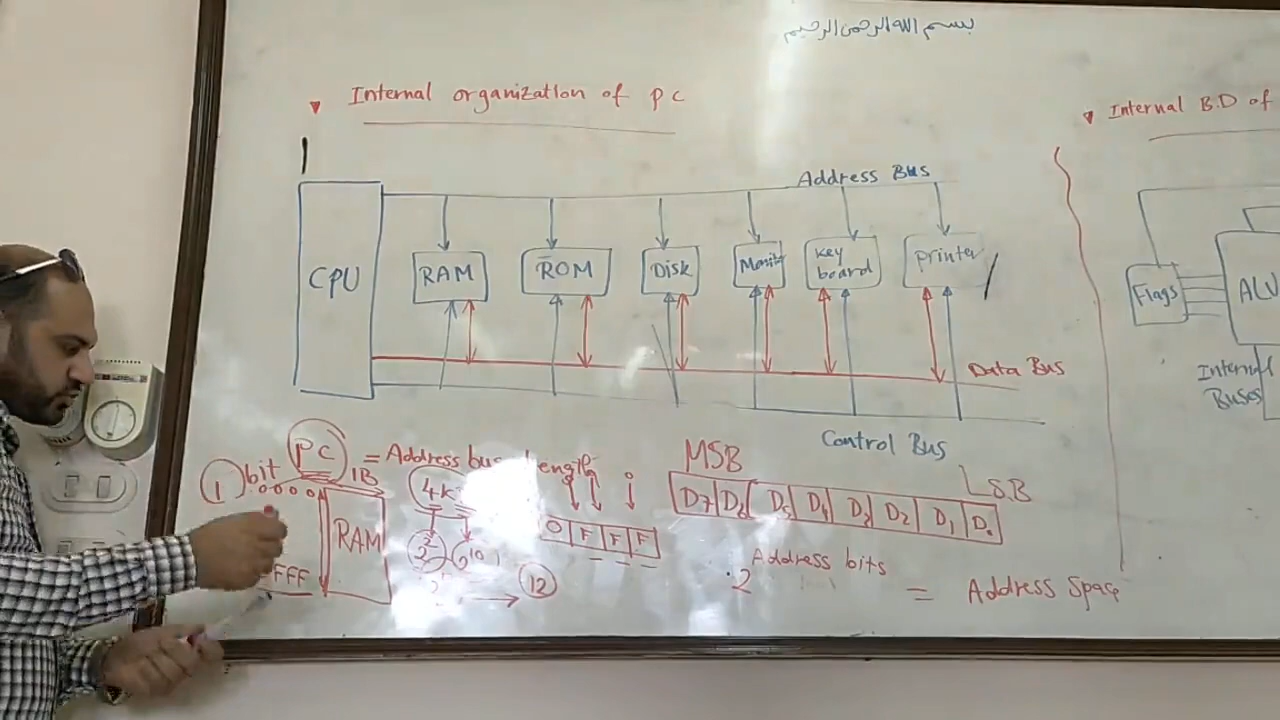 بسم الله الرحمن الرحيم
Internal organization of pc
Internal B.D of
Address Bus
CPU
RAM
ROM
Disk
key
board
printer
Flags
ALU
Data Bus
Internal
Buses
Control Bus
PC = Address bus Length
1 bit
1B
0000
RAM
FFF
4K
2^10
12
0 F F F
MSB
LSB
D7 D6 D5 D4 D3 D2 D1 D0
2^Address bits = Address Space